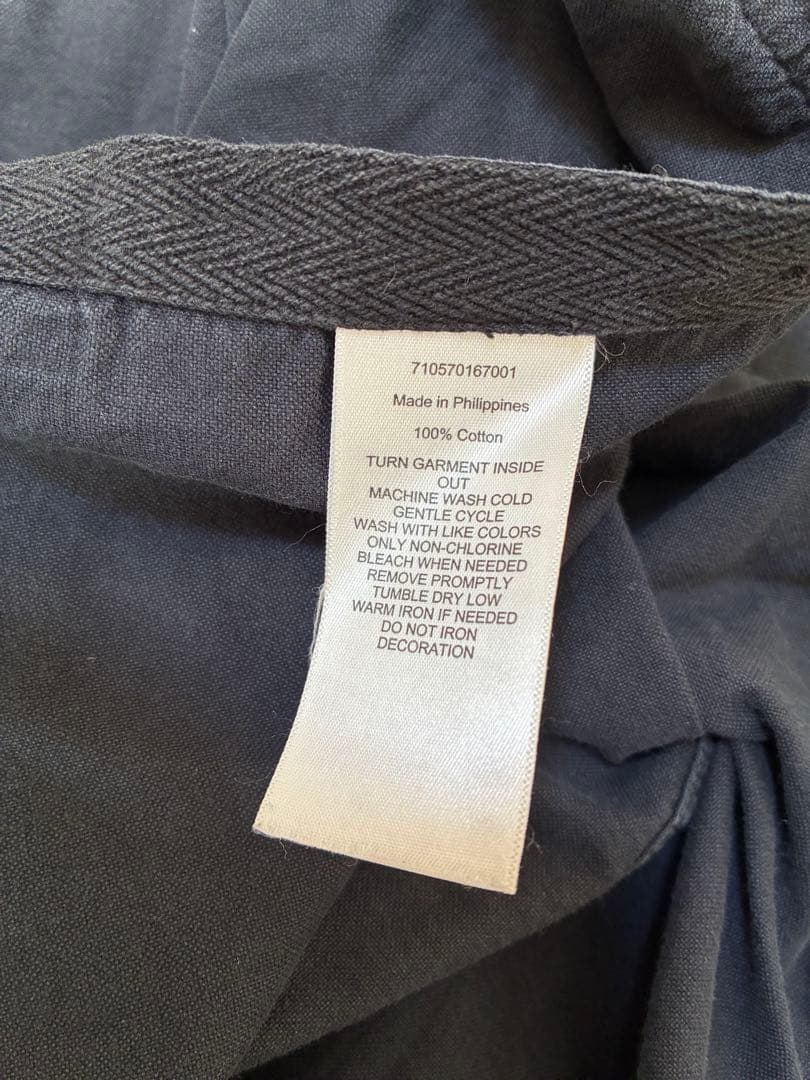 710570167001
Made in Philippines
100% Cotton
TURN GARMENT INSIDE
OUT
MACHINE WASH COLD
GENTLE CYCLE
WASH WITH LIKE COLORS
ONLY NON-CHLORINE
BLEACH WHEN NEEDED
REMOVE PROMPTLY
TUMBLE DRY LOW
WARM IRON IF NEEDED
DO NOT IRON
DECORATION